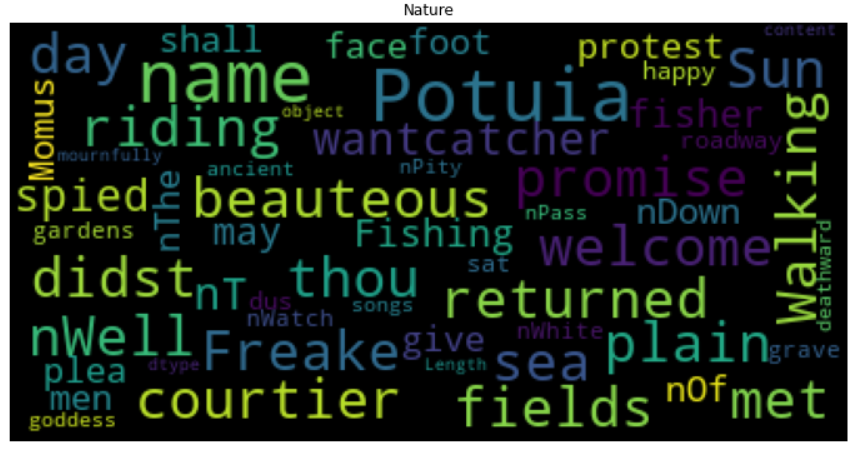 Nature
content
shall
face
foot
protest
day
happy
Sun
name
Potuia
object
fisher
Momus
riding
wantcatcher
roadway
mournfully
ancient
nPity
promise
Walking
spied
beauteous
nThe
nPass
nDown
gardens
may
Fishing
welcome
deathward
didst
thou
sat
nT
dys
songs
returned
nWatch
nWell
Freake
give
nWhite
plain
grave
plea
dtype
Length
sea
men
courtier
fields
nOf
met
goddess